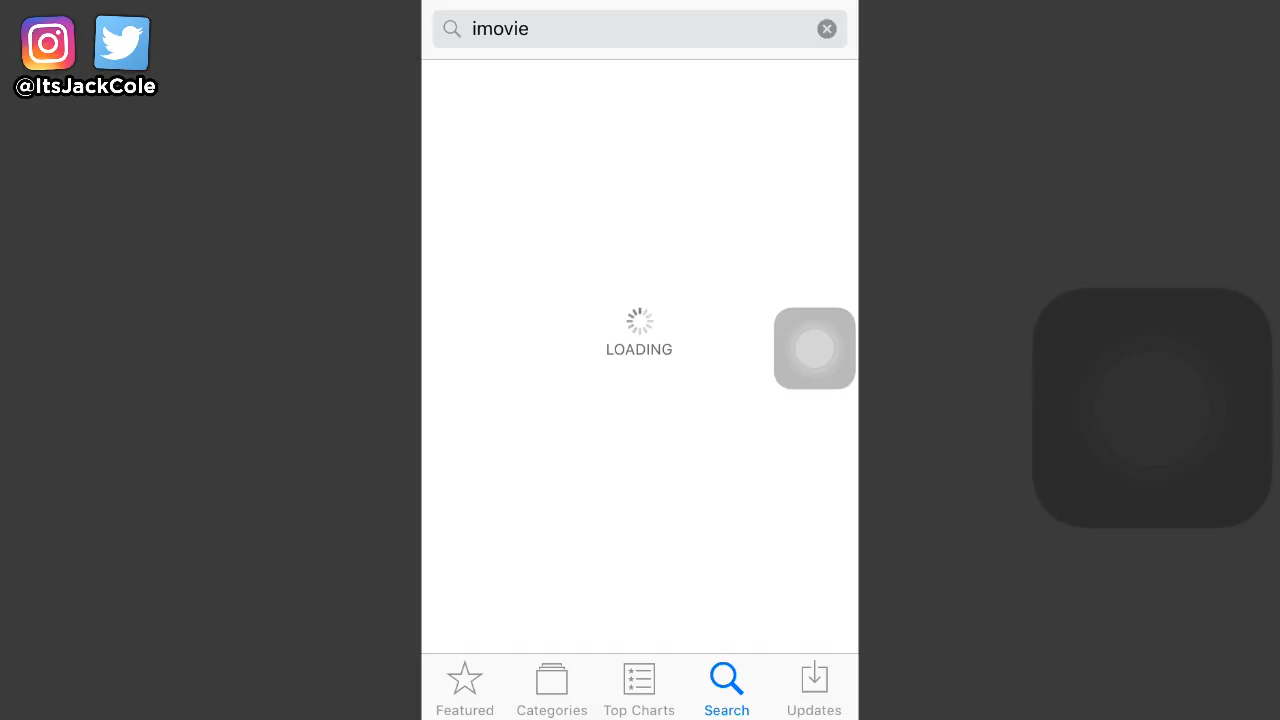 @ItsJackCole
imovie
LOADING
Featured
Categories
Top Charts
Search
Updates